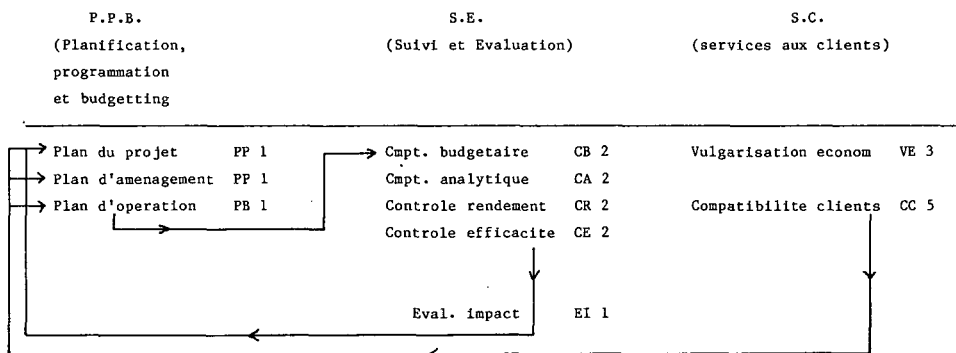 P.P.B. S.E. S.C.
(Planification, (Suivi et Evaluation) (services aux clients)
programmation
et budgetting
Plan du projet PP 1 Cmpt. budgetaire CB 2 Vulgarisation econom VE 3
Plan d'amenagement PP 1 Cmpt. analytique CA 2
Plan d'operation PB 1 Controle rendement CR 2 Compatibilite clients CC 5
Controle efficacite CE 2
Eval. impact EI 1